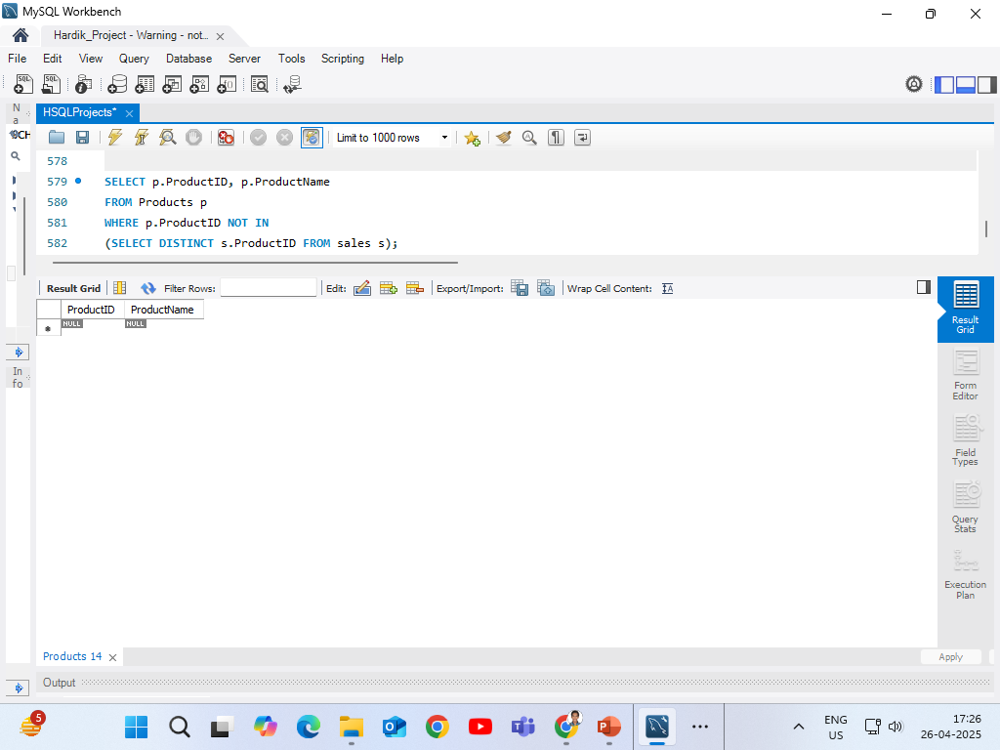 MySQL Workbench
Hardik_Project - Warning - not...
File Edit View Query Database Server Tools Scripting Help
N
a
HSQLProjects*
CH
Limit to 1000 rows
578
579 SELECT p.ProductID, p.ProductName
580 FROM Products p
581 WHERE p.ProductID NOT IN
582 (SELECT DISTINCT s.ProductID FROM sales s);
Result Grid Filter Rows: Edit: Export/Import: Wrap Cell Content:
ProductID ProductName
NULL NULL
Result
Grid
In
fo
Form
Editor
Field
Types
Query
Stats
Execution
Plan
Products 14
Apply
Output
5
ENG
US
17:26
26-04-2025